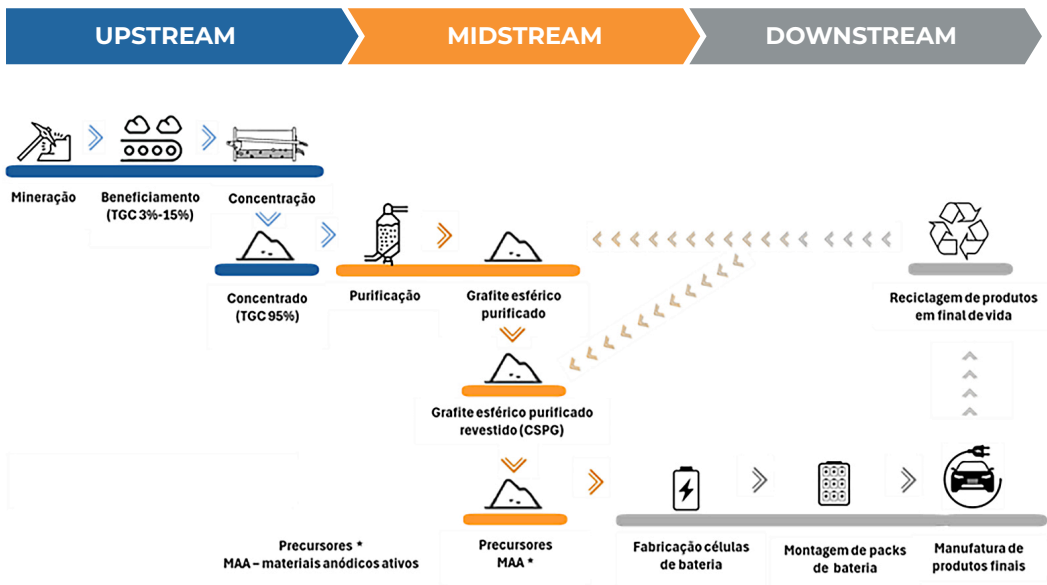 UPSTREAM
MIDSTREAM
DOWNSTREAM
Mineração
Beneficiamento
(TGC 3%-15%)
Concentração
Concentrado
(TGC 95%)
Purificação
Grafite esférico
purificado
Reciclagem de produtos
em final de vida
Grafite esférico purificado
revestido (CSPG)
Precursores *
MAA – materiais anódicos ativos
Precursores
MAA *
Fabricação células
de bateria
Montagem de packs
de bateria
Manufatura de
produtos finais